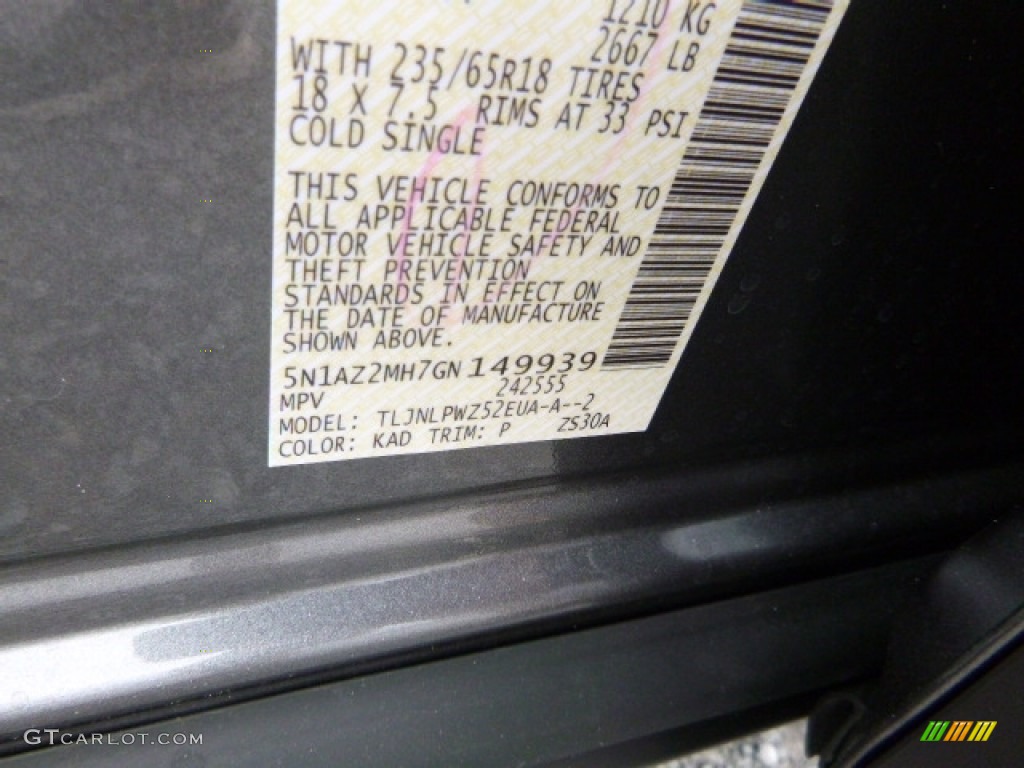 1210 KG
2667 LB
WITH 235/65R18 TIRES
18 X 7.5 RIMS AT 33 PSI
COLD SINGLE
THIS VEHICLE CONFORMS TO
ALL APPLICABLE FEDERAL
MOTOR VEHICLE SAFETY AND
THEFT PREVENTION
STANDARDS IN EFFECT ON
THE DATE OF MANUFACTURE
SHOWN ABOVE.
5N1AZ2MH7GN 149939
MPV 242555
MODEL: TLJNLPWZ52EUA-A--2
COLOR: KAD TRIM: P ZS30A
GTCARLOT.COM